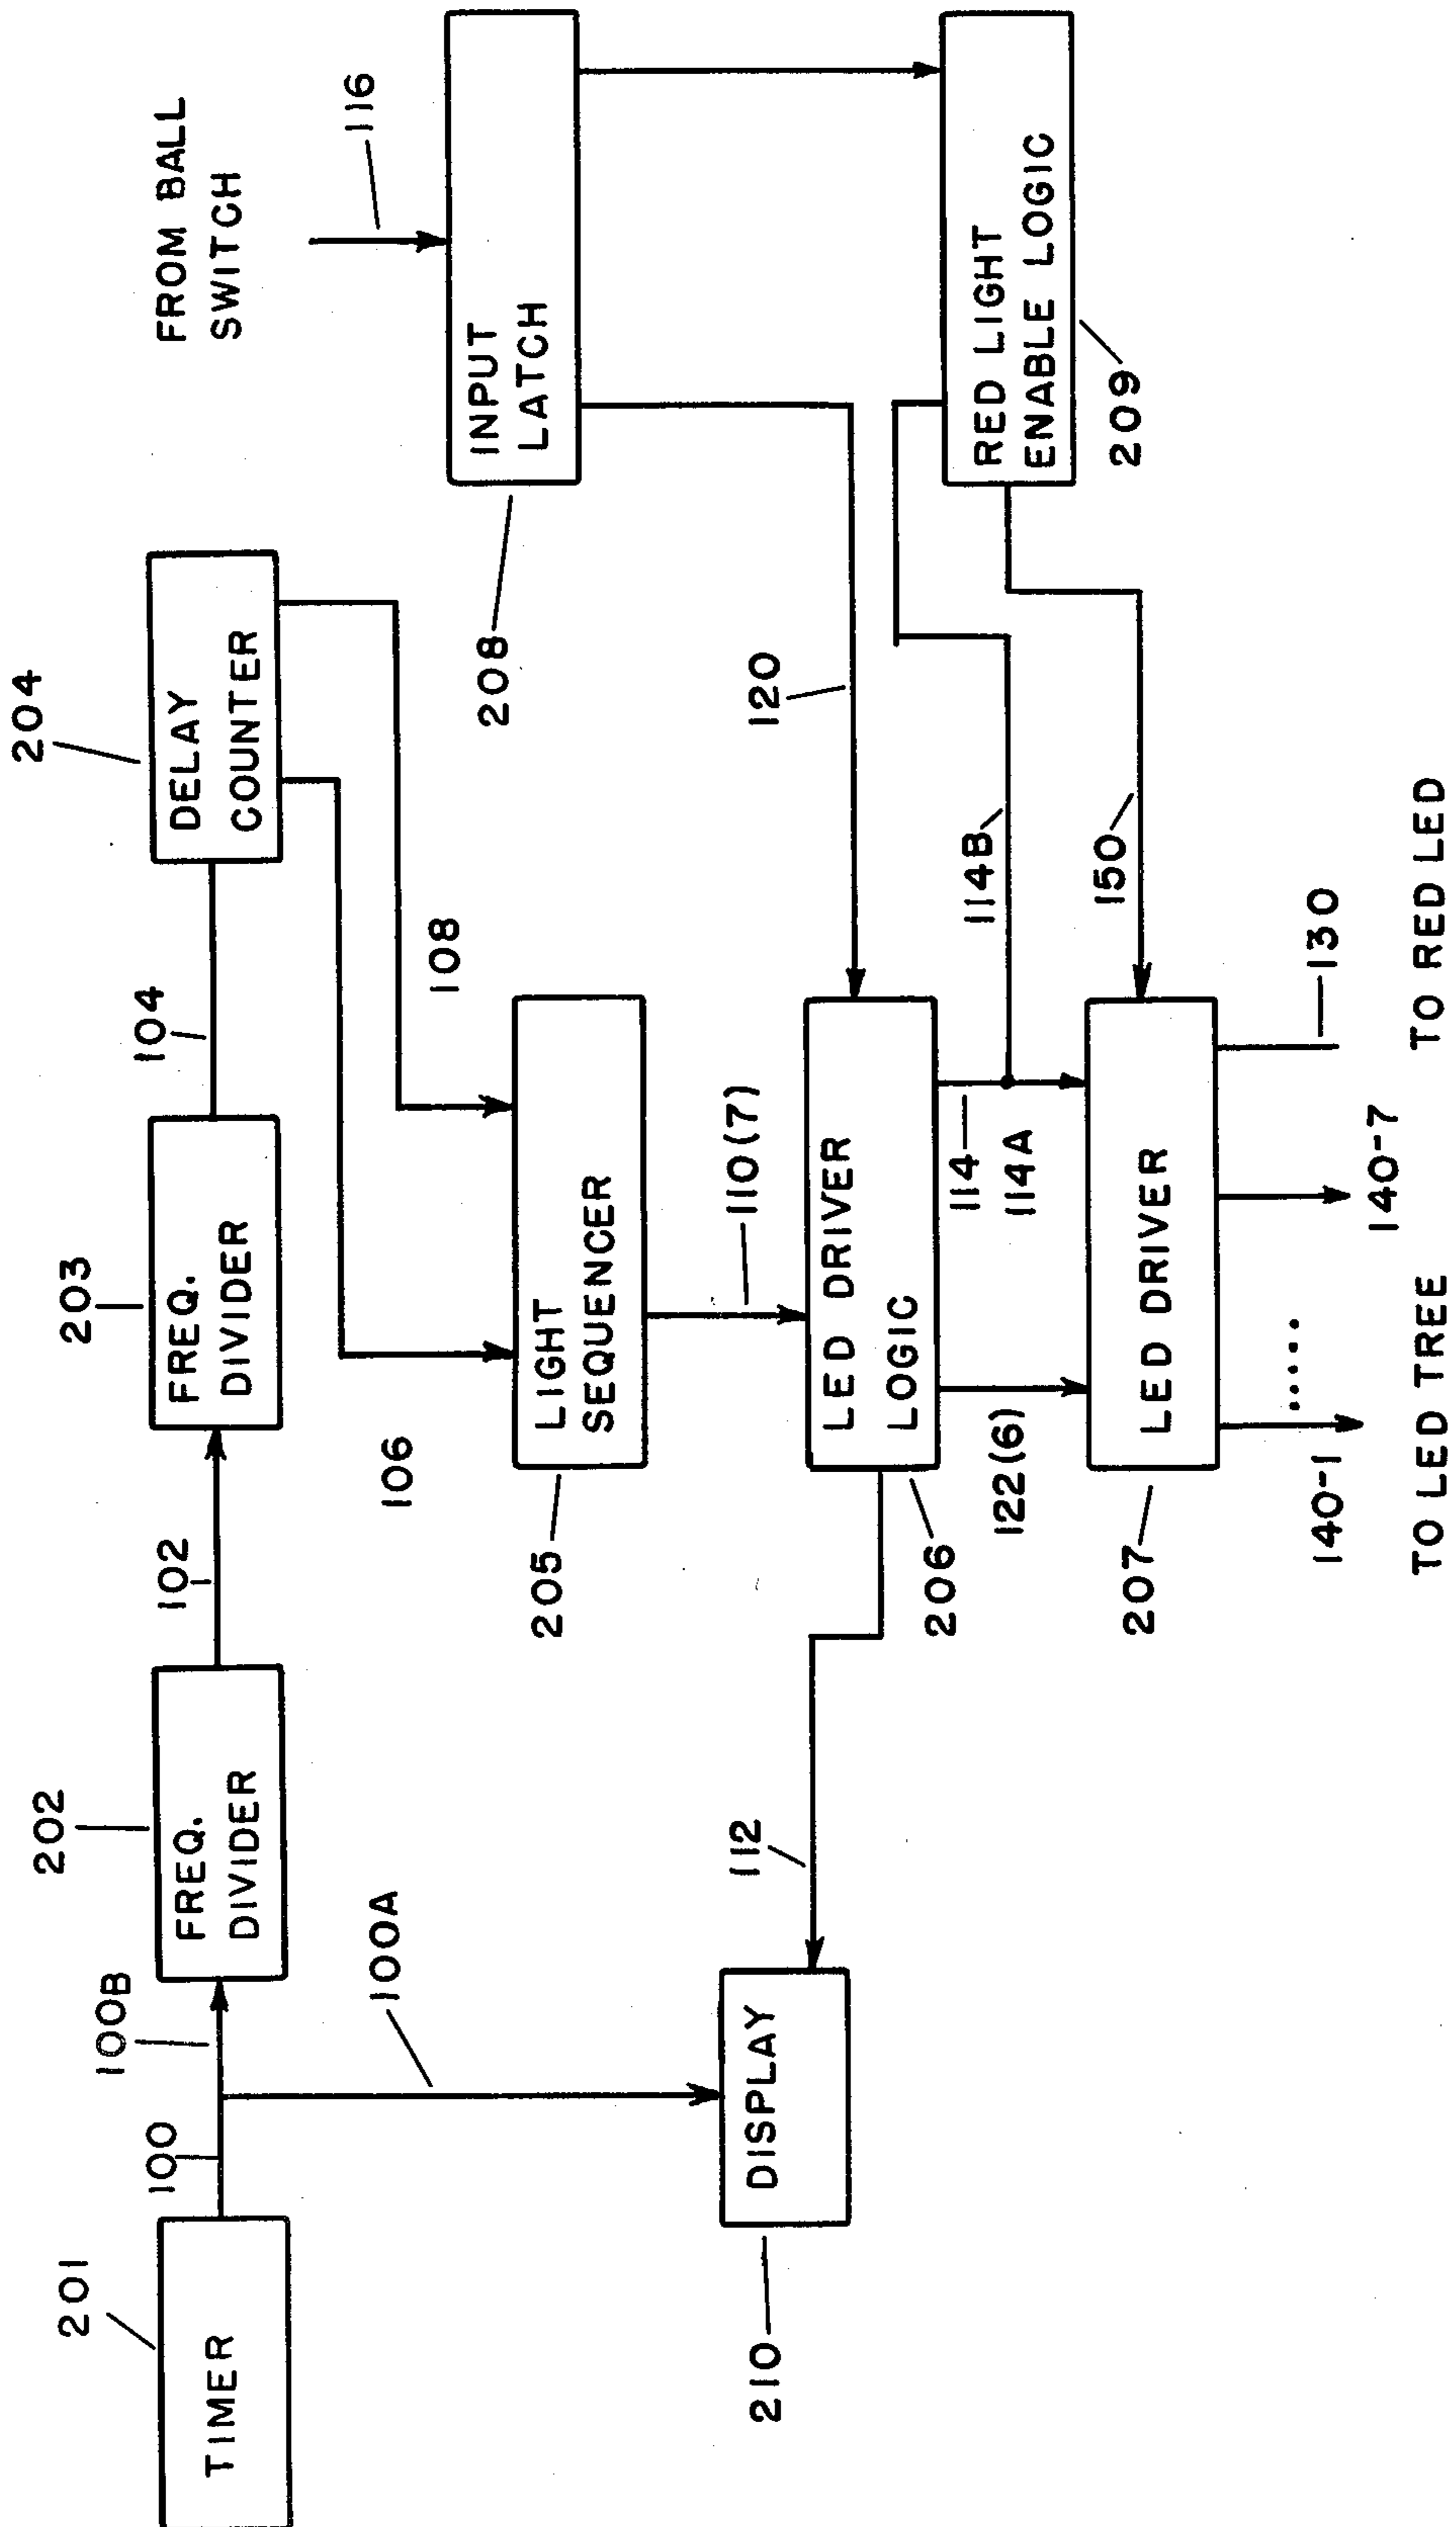 201
TIMER
100
100B
100A
202
FREQ.
DIVIDER
102
203
FREQ.
DIVIDER
104
204
DELAY
COUNTER
FROM BALL
SWITCH
116
106
108
208
INPUT
LATCH
205
LIGHT
SEQUENCER
110(7)
120
210
DISPLAY
112
206
LED DRIVER
LOGIC
114B
209
RED LIGHT
ENABLE LOGIC
122(6)
114
114A
150
207
LED DRIVER
140-1
.....
140-7
130
TO LED TREE
TO RED LED